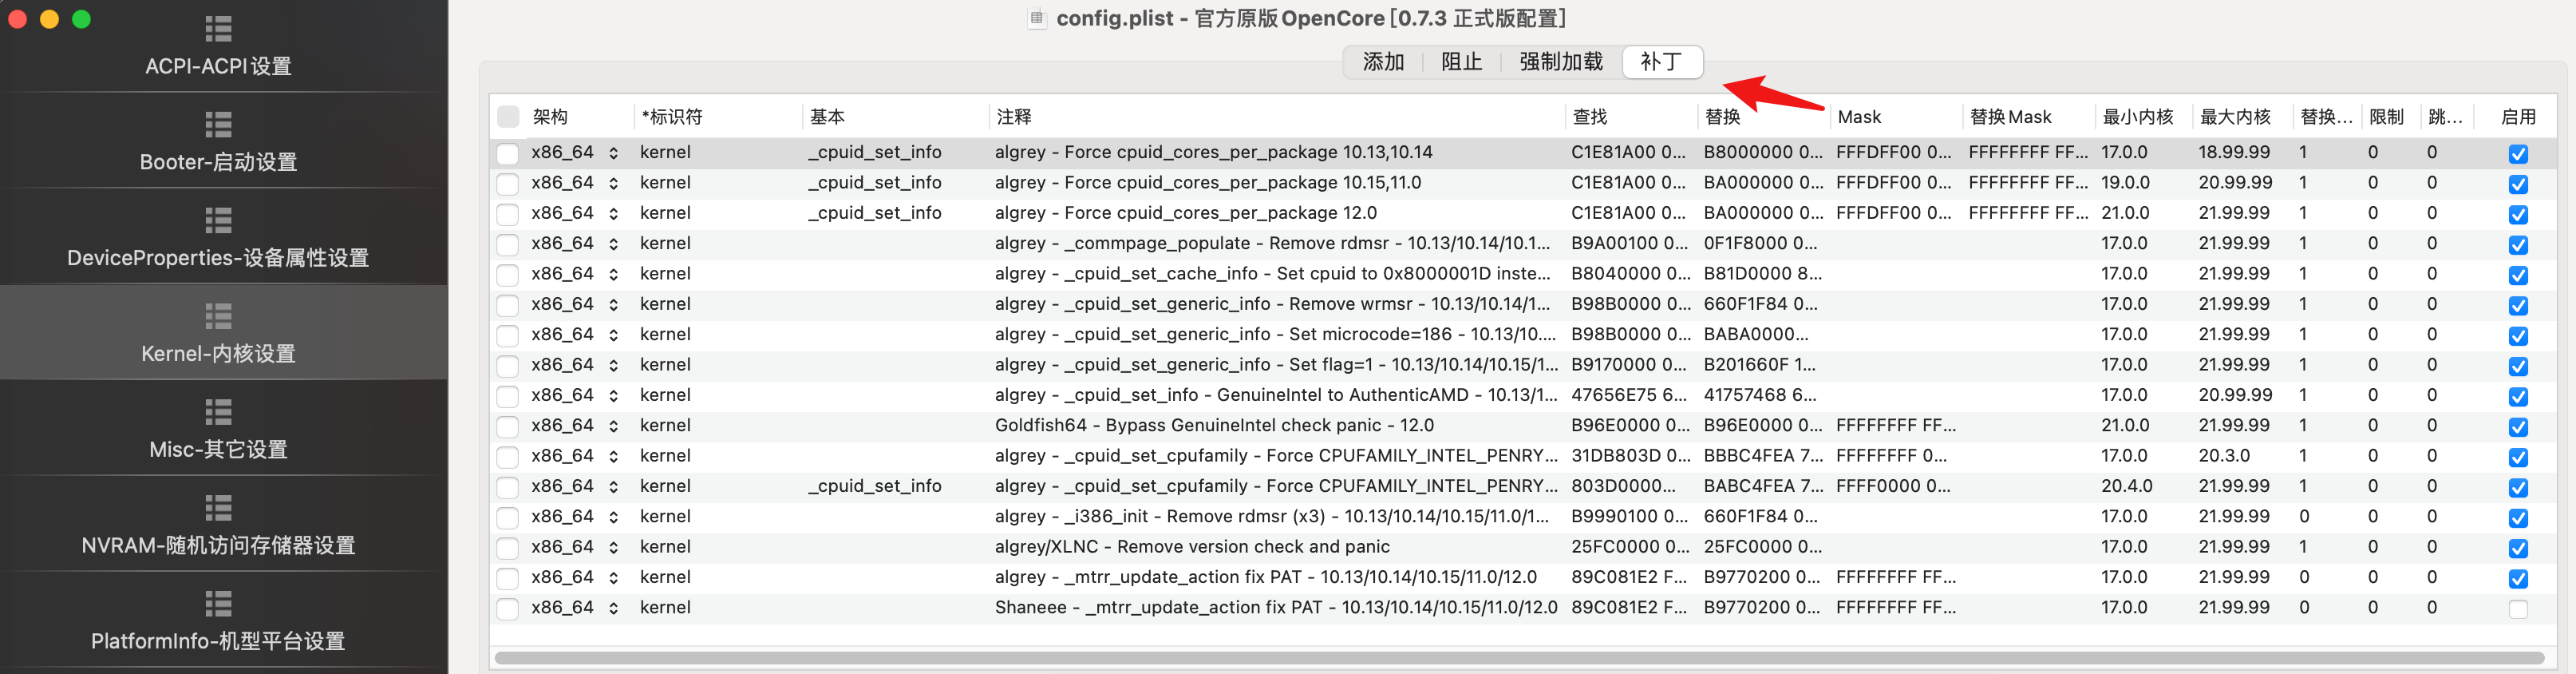 config.plist - 官方原版OpenCore[0.7.3 正式版配置]
ACPI-ACPI设置
Booter-启动设置
DeviceProperties-设备属性设置
Kernel-内核设置
Misc-其它设置
NVRAM-随机访问存储器设置
PlatformInfo-机型平台设置
添加 阻止 强制加载 补丁
架构 *标识符 基本 注释 查找 替换 Mask 替换Mask 最小内核 最大内核 替换... 限制 跳... 启用
x86_64 kernel _cpuid_set_info algrey - Force cpuid_cores_per_package 10.13,10.14 C1E81A00 0... B8000000 0... FFFDFF00 0... FFFFFFFF FF... 17.0.0 18.99.99 1 0 0
x86_64 kernel _cpuid_set_info algrey - Force cpuid_cores_per_package 10.15,11.0 C1E81A00 0... BA000000 0... FFFDFF00 0... FFFFFFFF FF... 19.0.0 20.99.99 1 0 0
x86_64 kernel _cpuid_set_info algrey - Force cpuid_cores_per_package 12.0 C1E81A00 0... BA000000 0... FFFDFF00 0... FFFFFFFF FF... 21.0.0 21.99.99 1 0 0
x86_64 kernel algrey - _commpage_populate - Remove rdmsr - 10.13/10.14/10.1... B9A00100 0... 0F1F8000 0... 17.0.0 21.99.99 1 0 0
x86_64 kernel algrey - _cpuid_set_cache_info - Set cpuid to 0x8000001D inste... B8040000 0... B81D0000 8... 17.0.0 21.99.99 1 0 0
x86_64 kernel algrey - _cpuid_set_generic_info - Remove wrmsr - 10.13/10.14/1... B98B0000 0... 660F1F84 0... 17.0.0 21.99.99 1 0 0
x86_64 kernel algrey - _cpuid_set_generic_info - Set microcode=186 - 10.13/10.... B98B0000 0... BABA0000... 17.0.0 21.99.99 1 0 0
x86_64 kernel algrey - _cpuid_set_generic_info - Set flag=1 - 10.13/10.14/10.15/1... B9170000 0... B201660F 1... 17.0.0 21.99.99 1 0 0
x86_64 kernel algrey - _cpuid_set_info - GenuineIntel to AuthenticAMD - 10.13/1... 47656E75 6... 41757468 6... 17.0.0 20.99.99 1 0 0
x86_64 kernel Goldfish64 - Bypass GenuineIntel check panic - 12.0 B96E0000 0... B96E0000 0... FFFFFFFF FF... 21.0.0 21.99.99 1 0 0
x86_64 kernel algrey - _cpuid_set_cpufamily - Force CPUFAMILY_INTEL_PENRY... 31DB803D 0... BBBC4FEA 7... FFFFFFFF 0... 17.0.0 20.3.0 1 0 0
x86_64 kernel _cpuid_set_info algrey - _cpuid_set_cpufamily - Force CPUFAMILY_INTEL_PENRY... 803D0000... BABC4FEA 7... FFFF0000 0... 20.4.0 21.99.99 1 0 0
x86_64 kernel algrey - _i386_init - Remove rdmsr (x3) - 10.13/10.14/10.15/11.0/1... B9990100 0... 660F1F84 0... 17.0.0 21.99.99 0 0 0
x86_64 kernel algrey/XLNC - Remove version check and panic 25FC0000 0... 25FC0000 0... 17.0.0 21.99.99 1 0 0
x86_64 kernel algrey - _mtrr_update_action fix PAT - 10.13/10.14/10.15/11.0/12.0 89C081E2 F... B9770200 0... FFFFFFFF FF... 17.0.0 21.99.99 0 0 0
x86_64 kernel Shaneee - _mtrr_update_action fix PAT - 10.13/10.14/10.15/11.0/12.0 89C081E2 F... B9770200 0... FFFFFFFF FF... 17.0.0 21.99.99 0 0 0